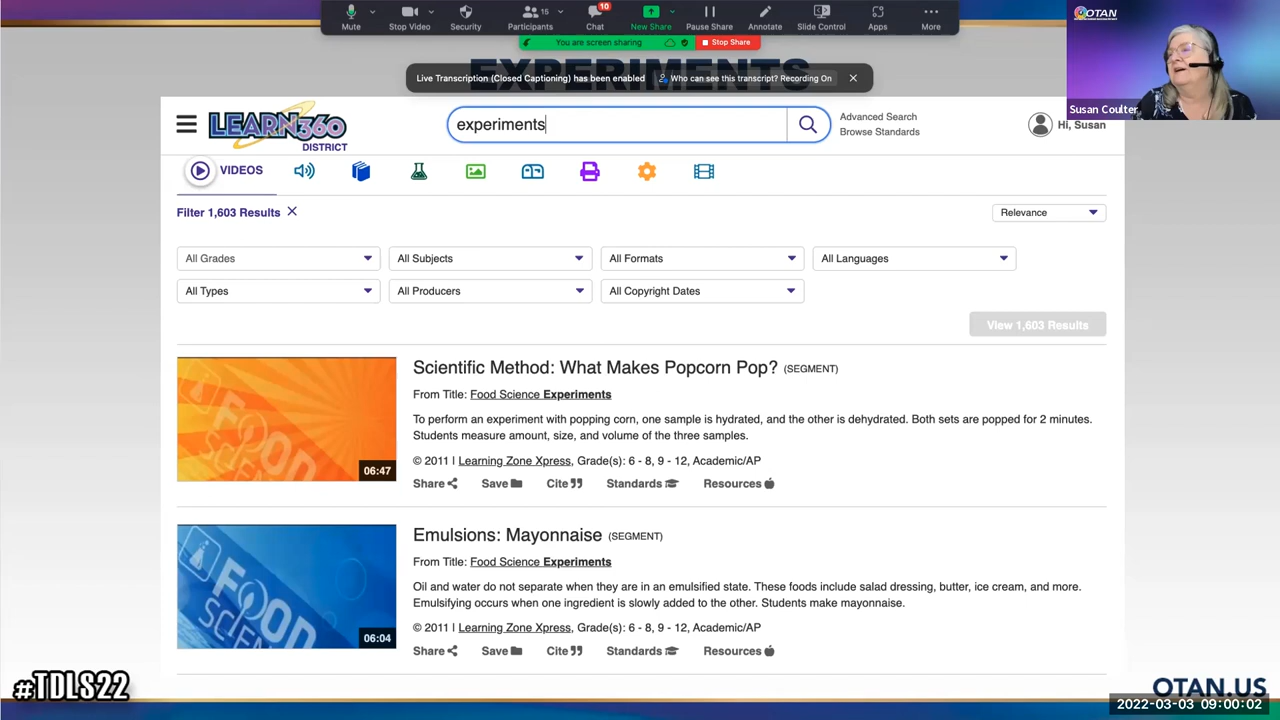 15
10
Mute
Stop Video
Security
Participants
Chat
New Share
Pause Share
Annotate
Slide Control
Apps
More
OTAN
You are screen sharing
Stop Share
EXPERIMENTS
Live Transcription (Closed Captioning) has been enabled
Who can see this transcript? Recording On
Susan Coulter
LEARN360
DISTRICT
experiments
Advanced Search
Browse Standards
Hi, Susan
VIDEOS
Filter 1,603 Results
Relevance
All Grades
All Subjects
All Formats
All Languages
All Types
All Producers
All Copyright Dates
View 1,603 Results
FOOD
SCIEN
06:47
Scientific Method: What Makes Popcorn Pop? (SEGMENT)
From Title: Food Science Experiments
To perform an experiment with popping corn, one sample is hydrated, and the other is dehydrated. Both sets are popped for 2 minutes.
Students measure amount, size, and volume of the three samples.
© 2011 | Learning Zone Xpress, Grade(s): 6 - 8, 9 - 12, Academic/AP
Share
Save
Cite
Standards
Resources
FOOD
SCIEN
06:04
Emulsions: Mayonnaise (SEGMENT)
From Title: Food Science Experiments
Oil and water do not separate when they are in an emulsified state. These foods include salad dressing, butter, ice cream, and more.
Emulsifying occurs when one ingredient is slowly added to the other. Students make mayonnaise.
© 2011 | Learning Zone Xpress, Grade(s): 6 - 8, 9 - 12, Academic/AP
Share
Save
Cite
Standards
Resources
#TDLS22
OTAN.US
2022-03-03 09:00:02